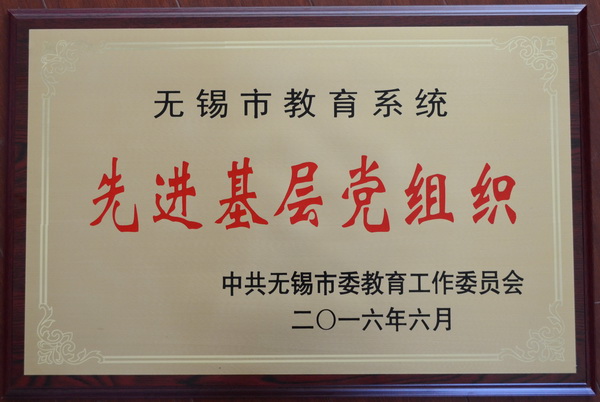 无锡市教育系统
先进基层党组织
中共无锡市委教育工作委员会
二〇一六年六月